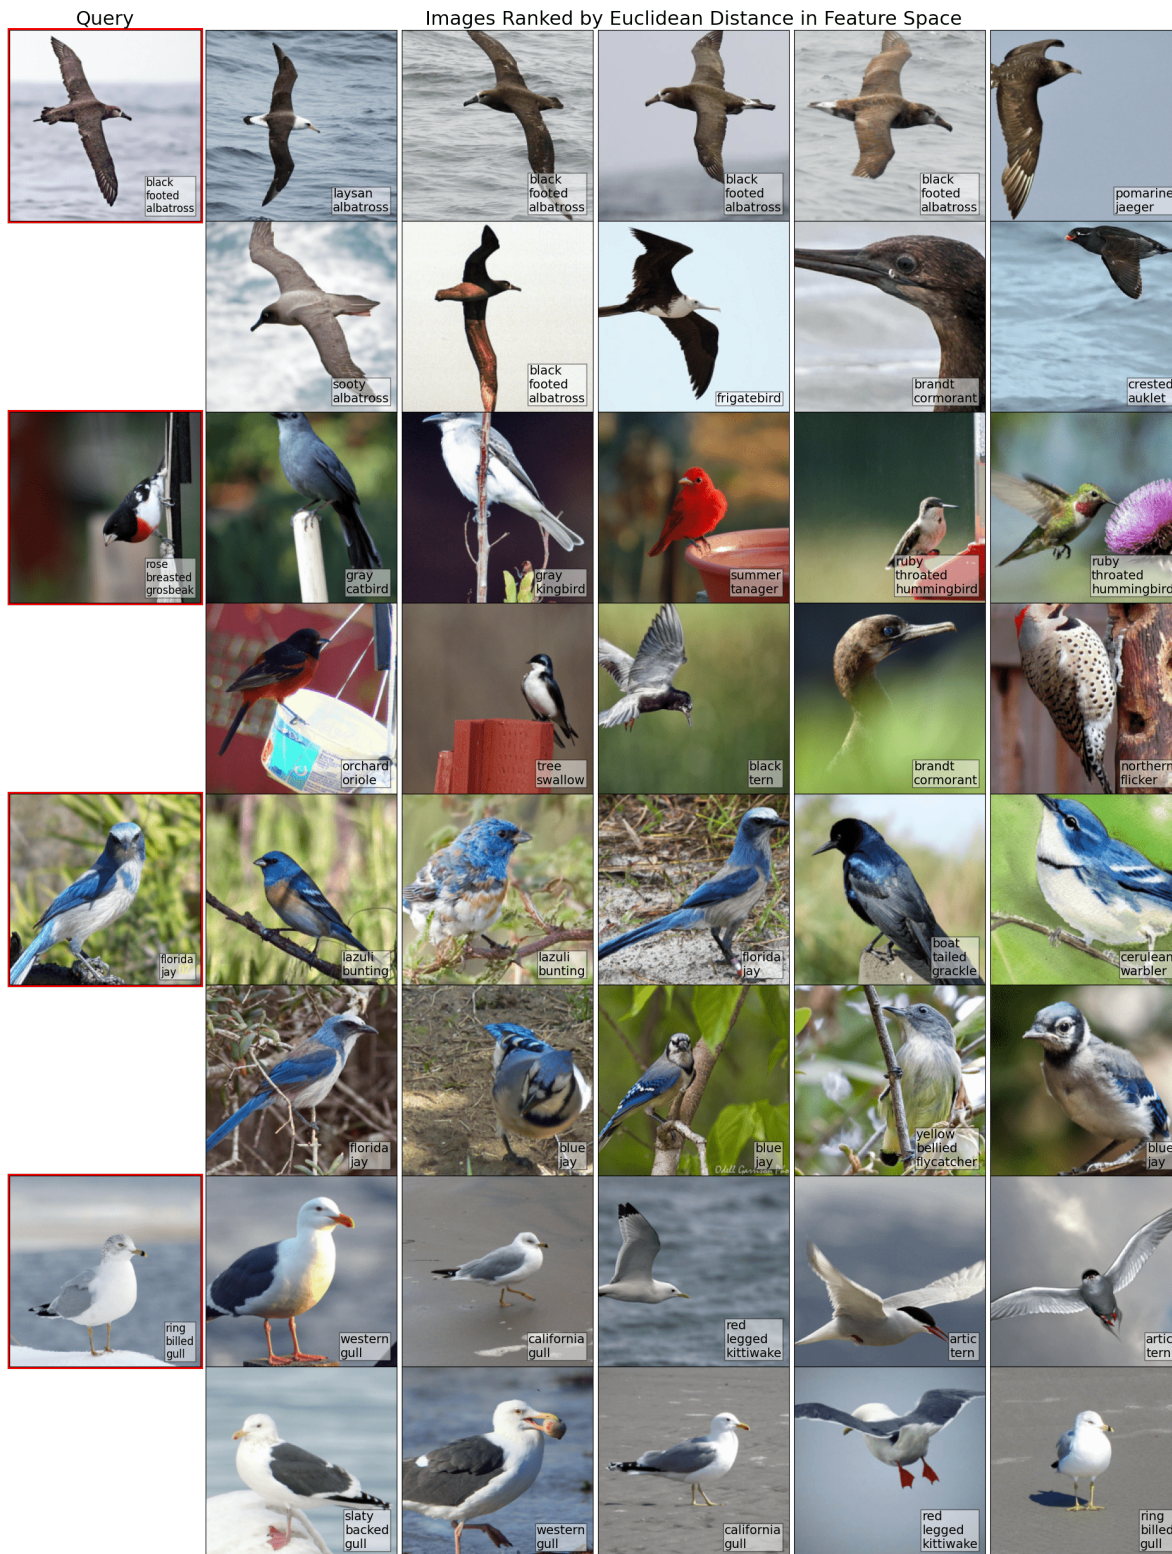 Query
Images Ranked by Euclidean Distance in Feature Space
black
footed
albatross
laysan
albatross
black
footed
albatross
black
footed
albatross
black
footed
albatross
pomarine
jaeger
sooty
albatross
black
footed
albatross
frigatebird
brandt
cormorant
crested
auklet
rose
breasted
grosbeak
gray
catbird
gray
kingbird
summer
tanager
ruby
throated
hummingbird
ruby
throated
hummingbird
orchard
oriole
tree
swallow
black
tern
brandt
cormorant
northern
flicker
florida
jay
lazuli
bunting
lazuli
bunting
florida
jay
boat
tailed
grackle
cerulean
warbler
florida
jay
blue
jay
blue
jay
yellow
bellied
flycatcher
blue
jay
ring
billed
gull
western
gull
california
gull
red
legged
kittiwake
artic
tern
artic
tern
slaty
backed
gull
western
gull
california
gull
red
legged
kittiwake
ring
billed
gull